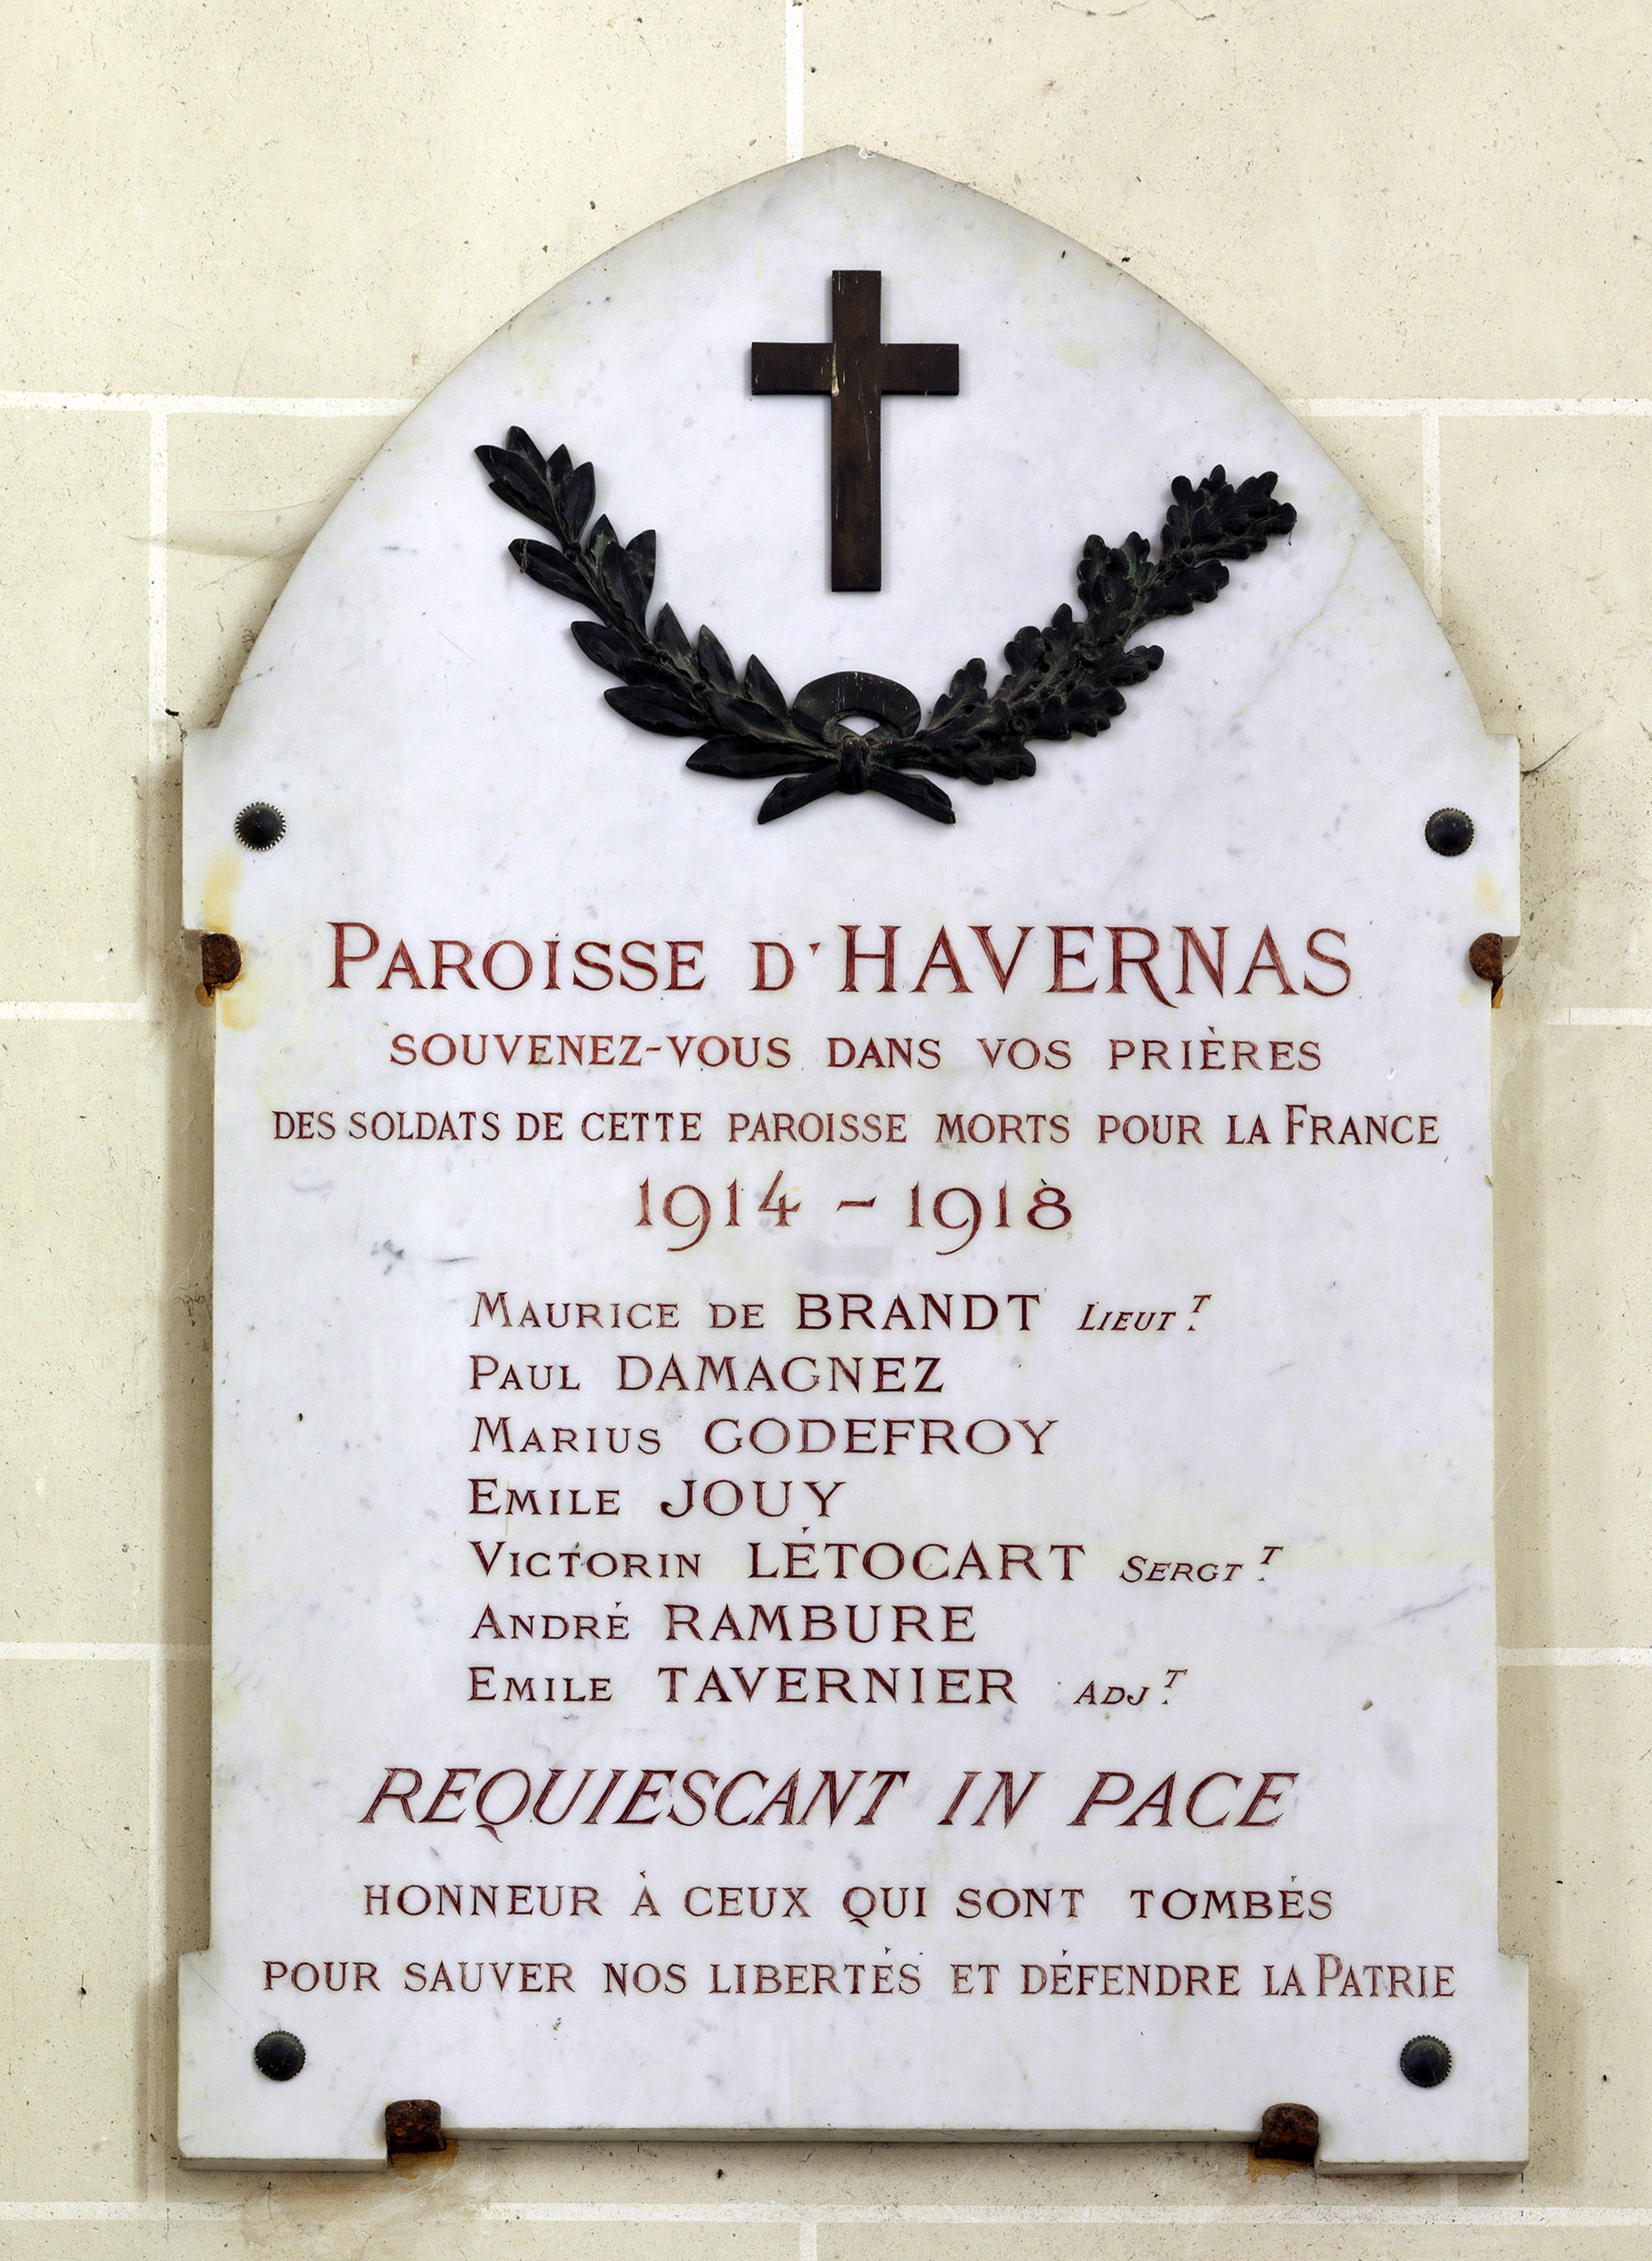 PAROISSE D'HAVERNAS
SOUVENEZ-VOUS DANS VOS PRIÈRES
DES SOLDATS DE CETTE PAROISSE MORTS POUR LA FRANCE
1914 - 1918
MAURICE DE BRANDT LIEUT.T
PAUL DAMAGNEZ
MARIUS GODEFROY
EMILE JOUY
VICTORIN LÉTOCART SERGT.T
ANDRÉ RAMBURE
EMILE TAVERNIER ADJ.T
REQUIESCANT IN PACE
HONNEUR À CEUX QUI SONT TOMBÉS
POUR SAUVER NOS LIBERTÉS ET DÉFENDRE LA PATRIE